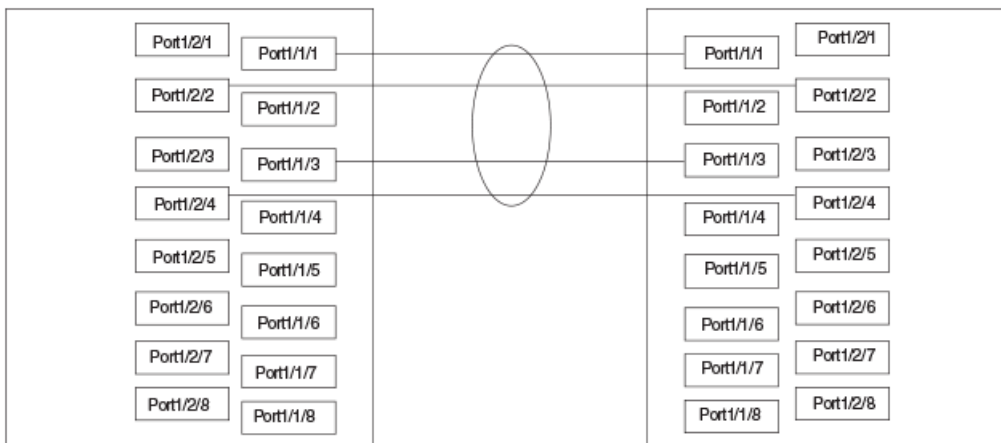 Port1/2/1
Port1/1/1
Port1/2/2
Port1/1/2
Port1/2/3
Port1/1/3
Port1/2/4
Port1/1/4
Port1/2/5
Port1/1/5
Port1/2/6
Port1/1/6
Port1/2/7
Port1/1/7
Port1/2/8
Port1/1/8
Port1/2/1
Port1/1/1
Port1/2/2
Port1/1/2
Port1/2/3
Port1/1/3
Port1/2/4
Port1/1/4
Port1/2/5
Port1/1/5
Port1/2/6
Port1/1/6
Port1/2/7
Port1/1/7
Port1/2/8
Port1/1/8